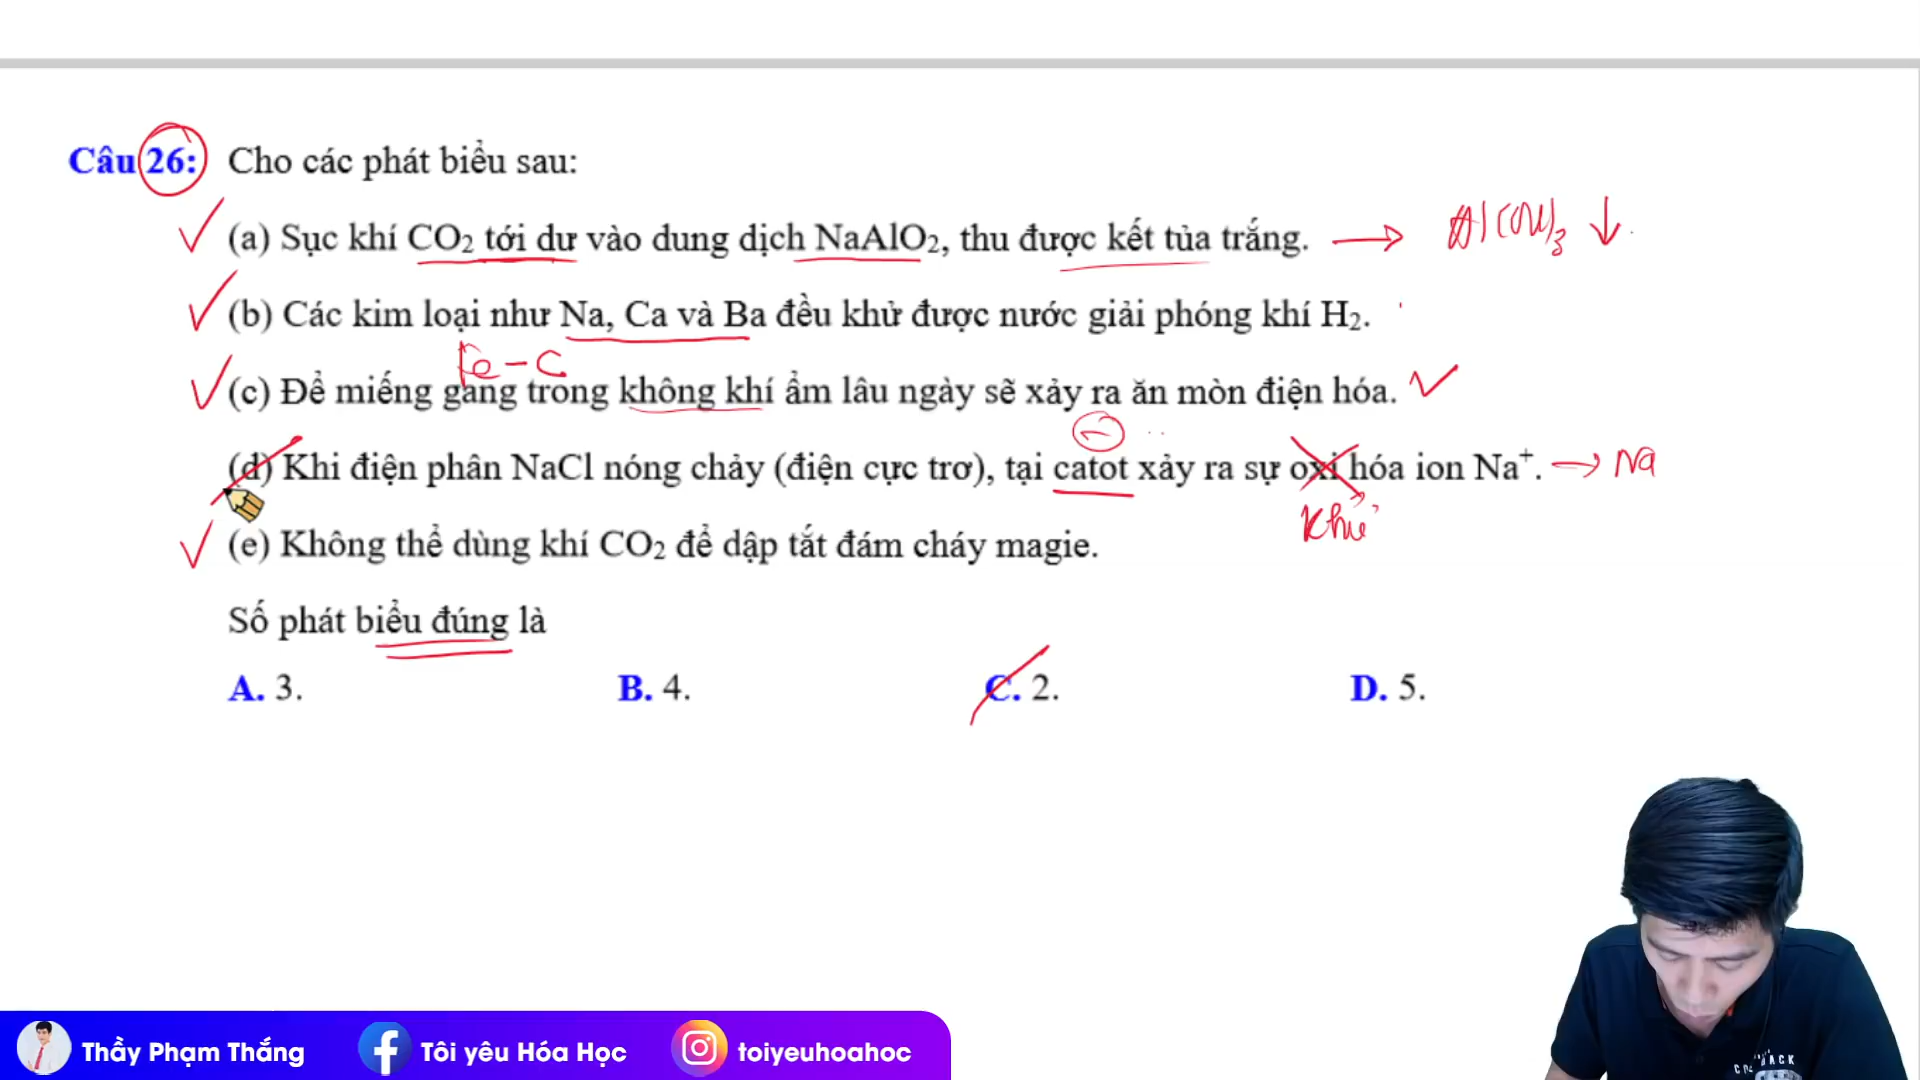 Câu 26: Cho các phát biểu sau:
(a) Sục khí CO₂ tới dư vào dung dịch NaAlO₂, thu được kết tủa trắng. → Al(OH)₃ ↓
(b) Các kim loại như Na, Ca và Ba đều khử được nước giải phóng khí H₂.
Fe - C
(c) Để miếng gang trong không khí ẩm lâu ngày sẽ xảy ra ăn mòn điện hóa.
(d) Khi điện phân NaCl nóng chảy (điện cực trơ), tại catot xảy ra sự oxi hóa ion Na⁺. → Na
khử
(e) Không thể dùng khí CO₂ để dập tắt đám cháy magie.
Số phát biểu đúng là
A. 3. B. 4. C. 2. D. 5.
Thầy Phạm Thắng Tôi yêu Hóa Học toiyeuhoahoc